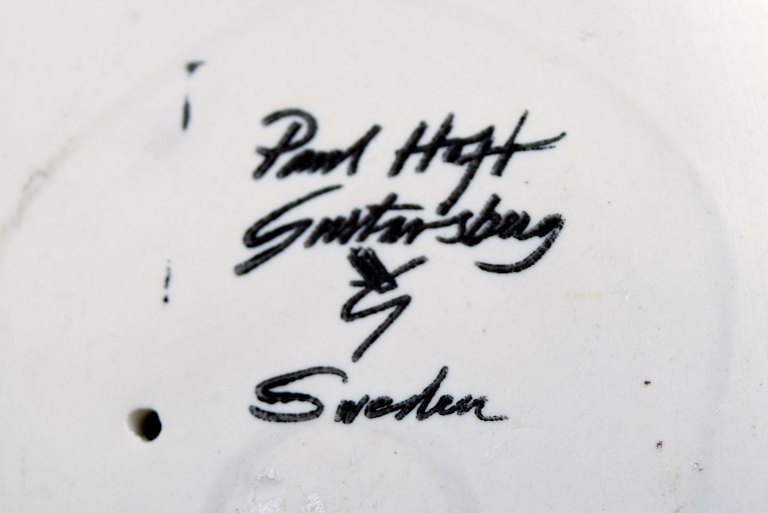 Paul Hoff
Gustavsberg
G
Sweden